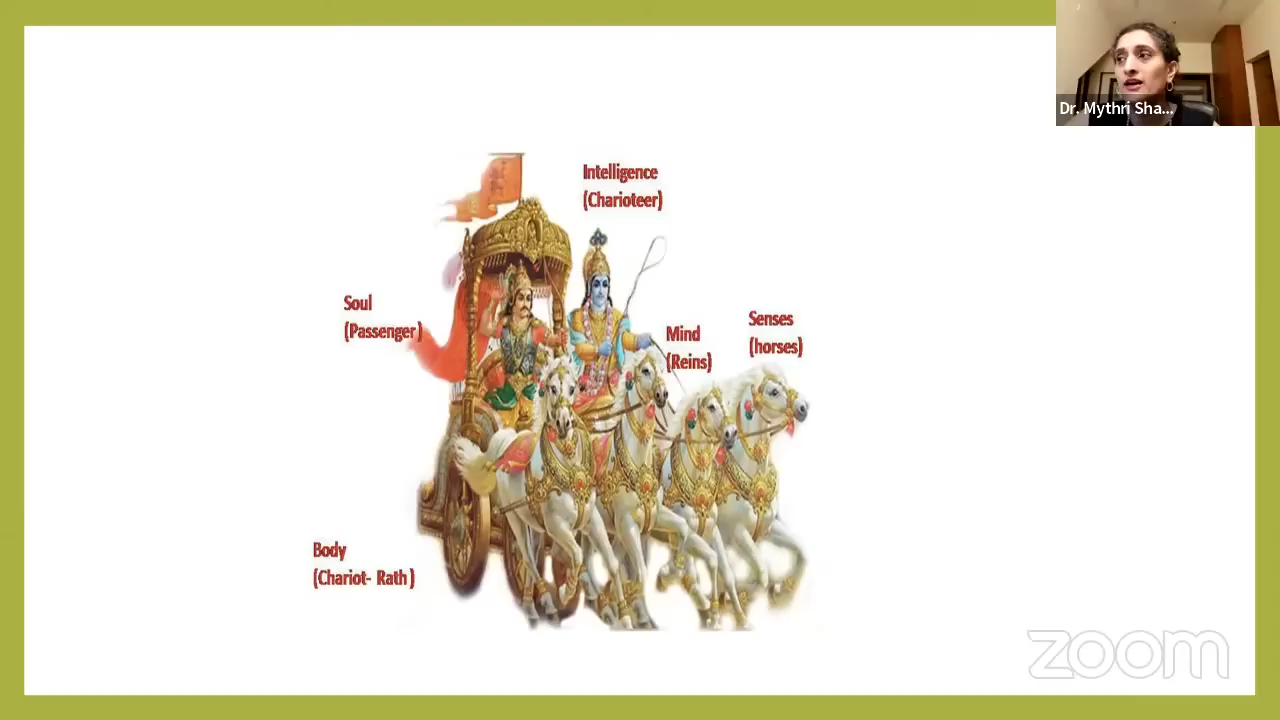 Dr. Mythri Sha...
Intelligence
(Charioteer)
Soul
(Passenger)
Mind
(Reins)
Senses
(horses)
Body
(Chariot- Rath )
zoom